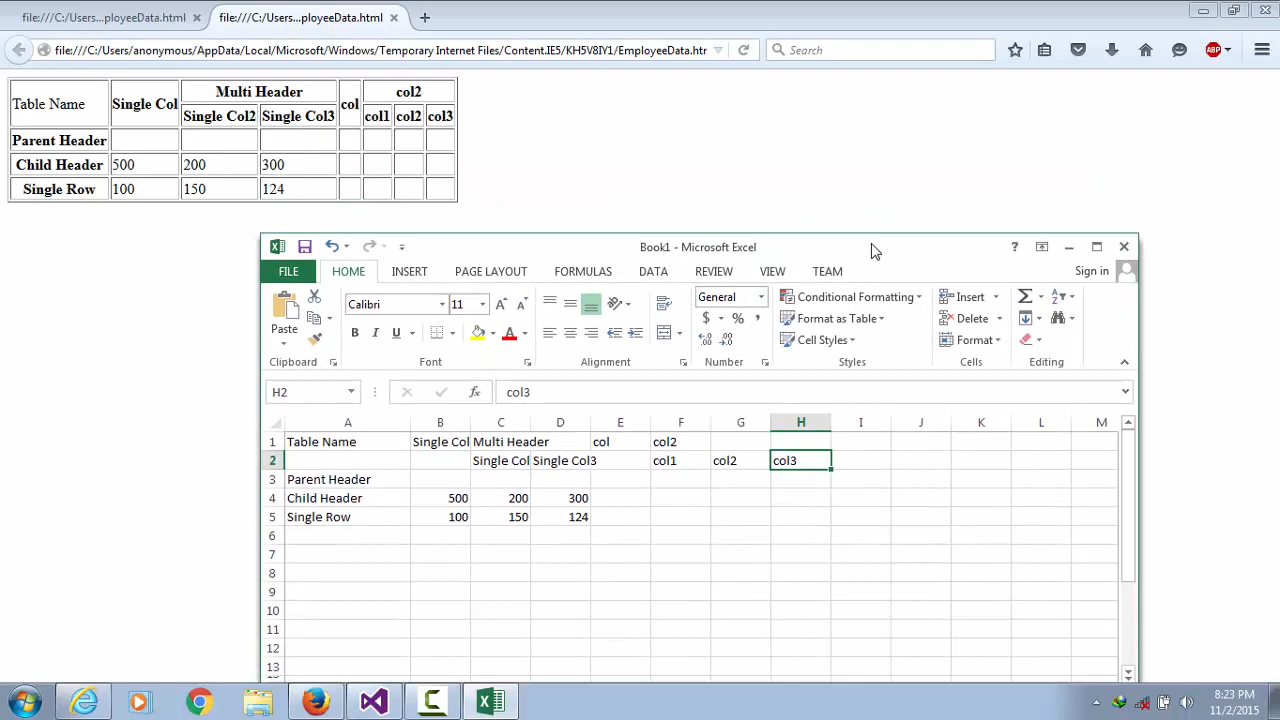 file:///C:/Users...ployeeData.html
file:///C:/Users...ployeeData.html
file:///C:/Users/anonymous/AppData/Local/Microsoft/Windows/Temporary Internet Files/Content.IE5/KH5V8IY1/EmployeeData.htr
Search
ABP
Table Name Single Col Multi Header col col2
Single Col2 Single Col3 col1 col2 col3
Parent Header
Child Header 500 200 300
Single Row 100 150 124
Book1 - Microsoft Excel
FILE HOME INSERT PAGE LAYOUT FORMULAS DATA REVIEW VIEW TEAM Sign in
Calibri 11 General Conditional Formatting Insert
Paste Format as Table Delete
B I U A Cell Styles Format
Clipboard Font Alignment Number Styles Cells Editing
H2 fx col3
A B C D E F G H I J K L M
1 Table Name Single Col Multi Header col col2
2 Single Col Single Col3 col1 col2 col3
3 Parent Header
4 Child Header 500 200 300
5 Single Row 100 150 124
6
7
8
9
10
11
12
13
8:23 PM
11/2/2015